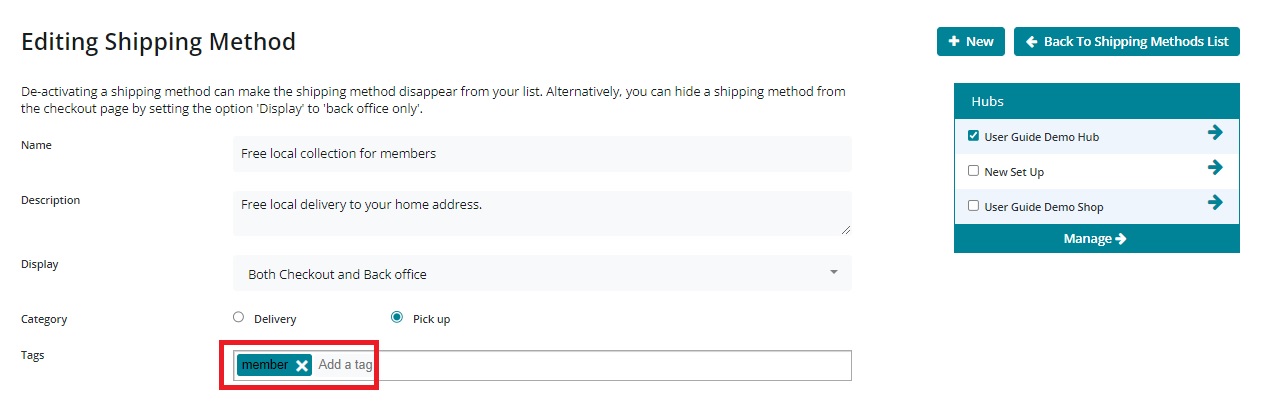 Editing Shipping Method
New
Back To Shipping Methods List
De-activating a shipping method can make the shipping method disappear from your list. Alternatively, you can hide a shipping method from
the checkout page by setting the option 'Display' to 'back office only'.
Name
Free local collection for members
Description
Free local delivery to your home address.
Display
Both Checkout and Back office
Category
Delivery
Pick up
Tags
member
Add a tag
Hubs
User Guide Demo Hub
New Set Up
User Guide Demo Shop
Manage